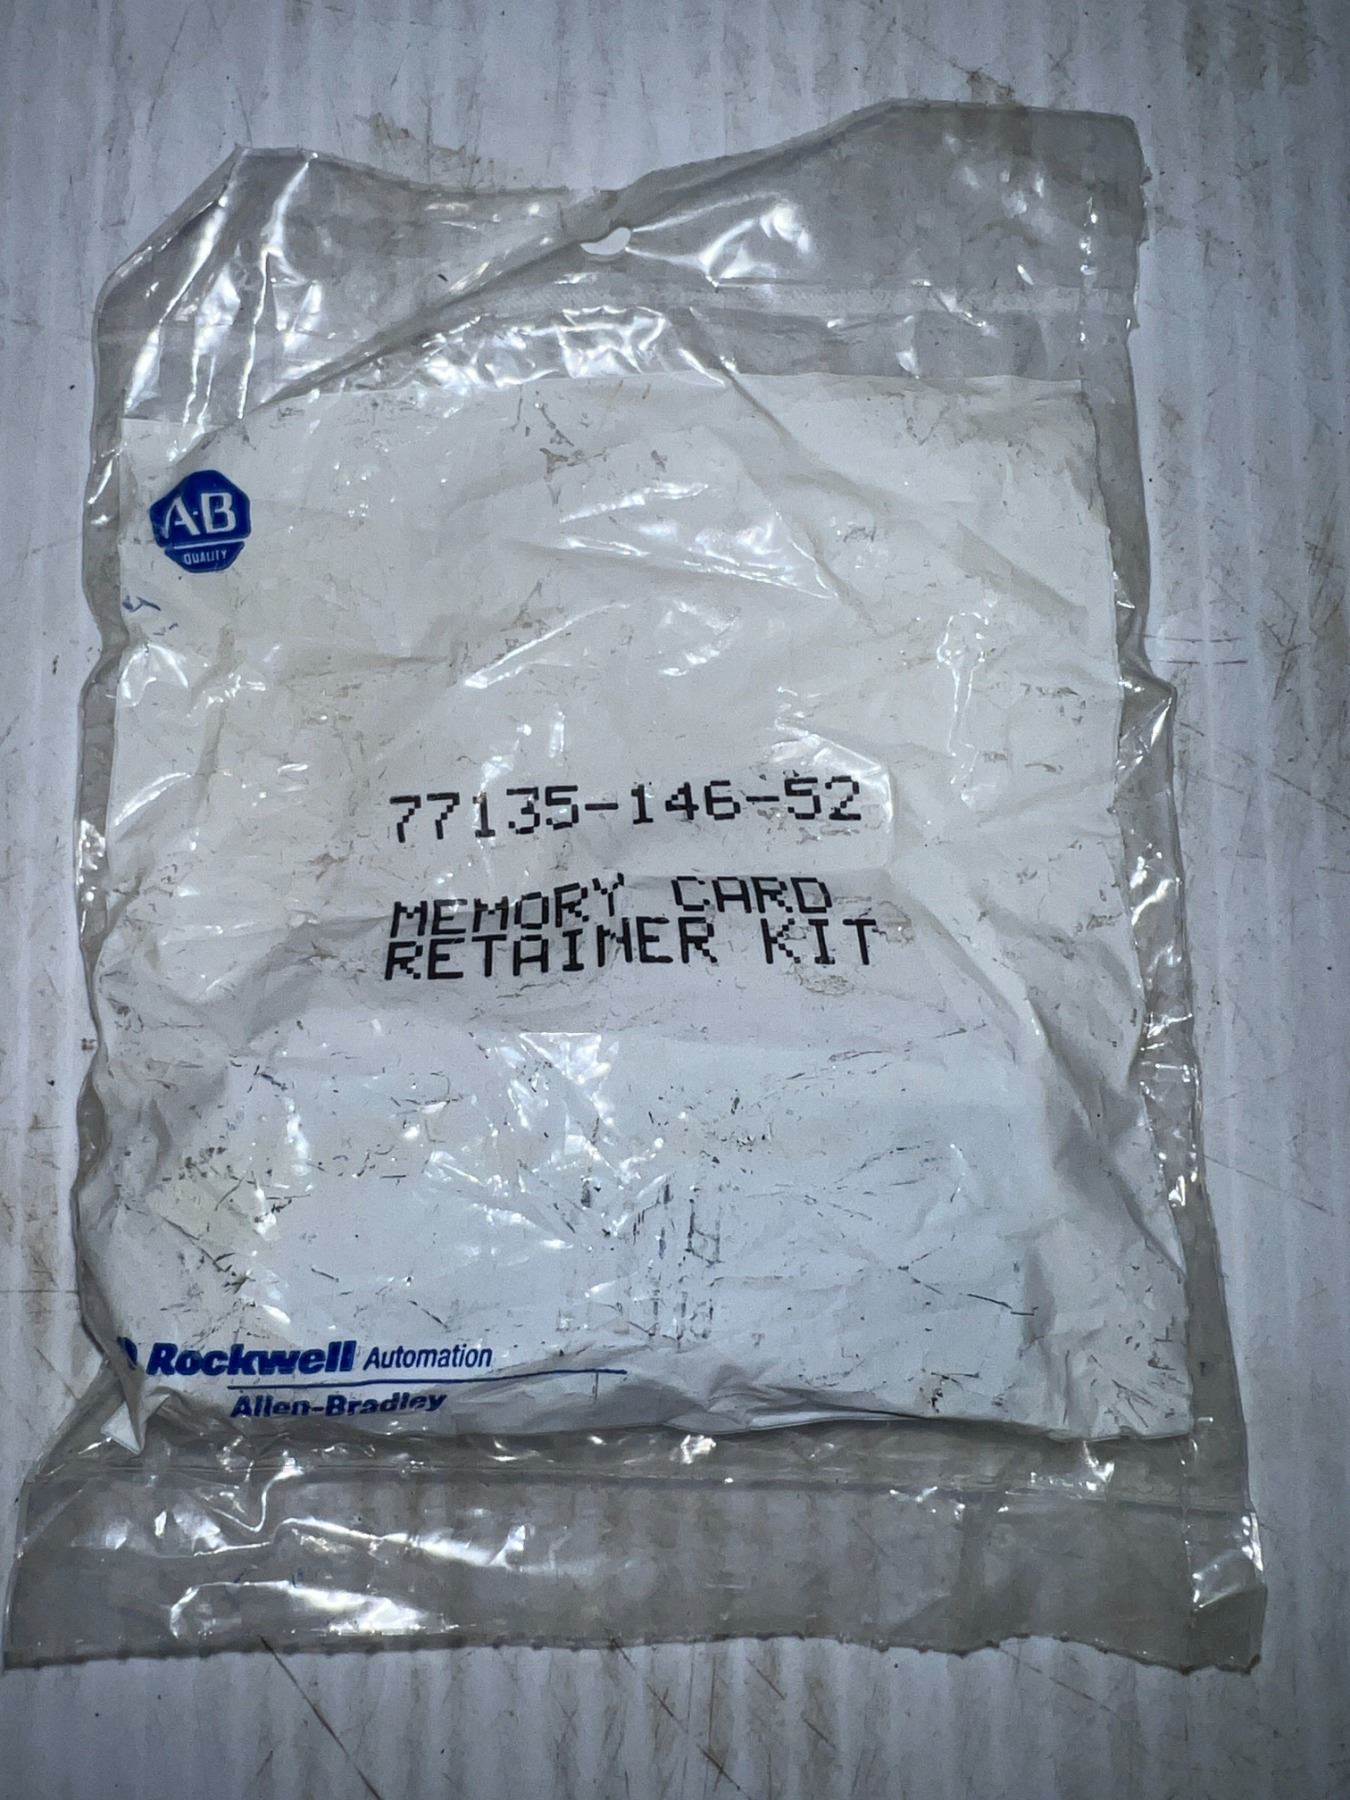 A·B
QUALITY
77135-146-52
MEMORY CARD
RETAINER KIT
Rockwell Automation
Allen-Bradley